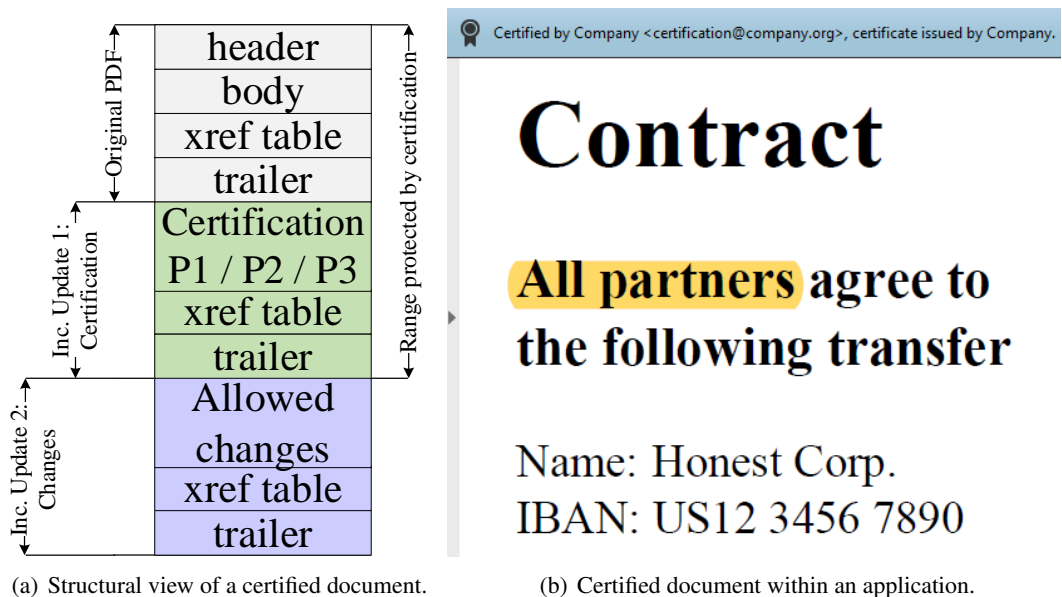 Original PDF
Inc. Update 1:
Certification
Inc. Update 2:
Changes
header
body
xref table
trailer
Certification
P1 / P2 / P3
xref table
trailer
Allowed
changes
xref table
trailer
Range protected by certification
(a) Structural view of a certified document.
Certified by Company <certification@company.org>, certificate issued by Company.
Contract
All partners agree to
the following transfer
Name: Honest Corp.
IBAN: US12 3456 7890
(b) Certified document within an application.